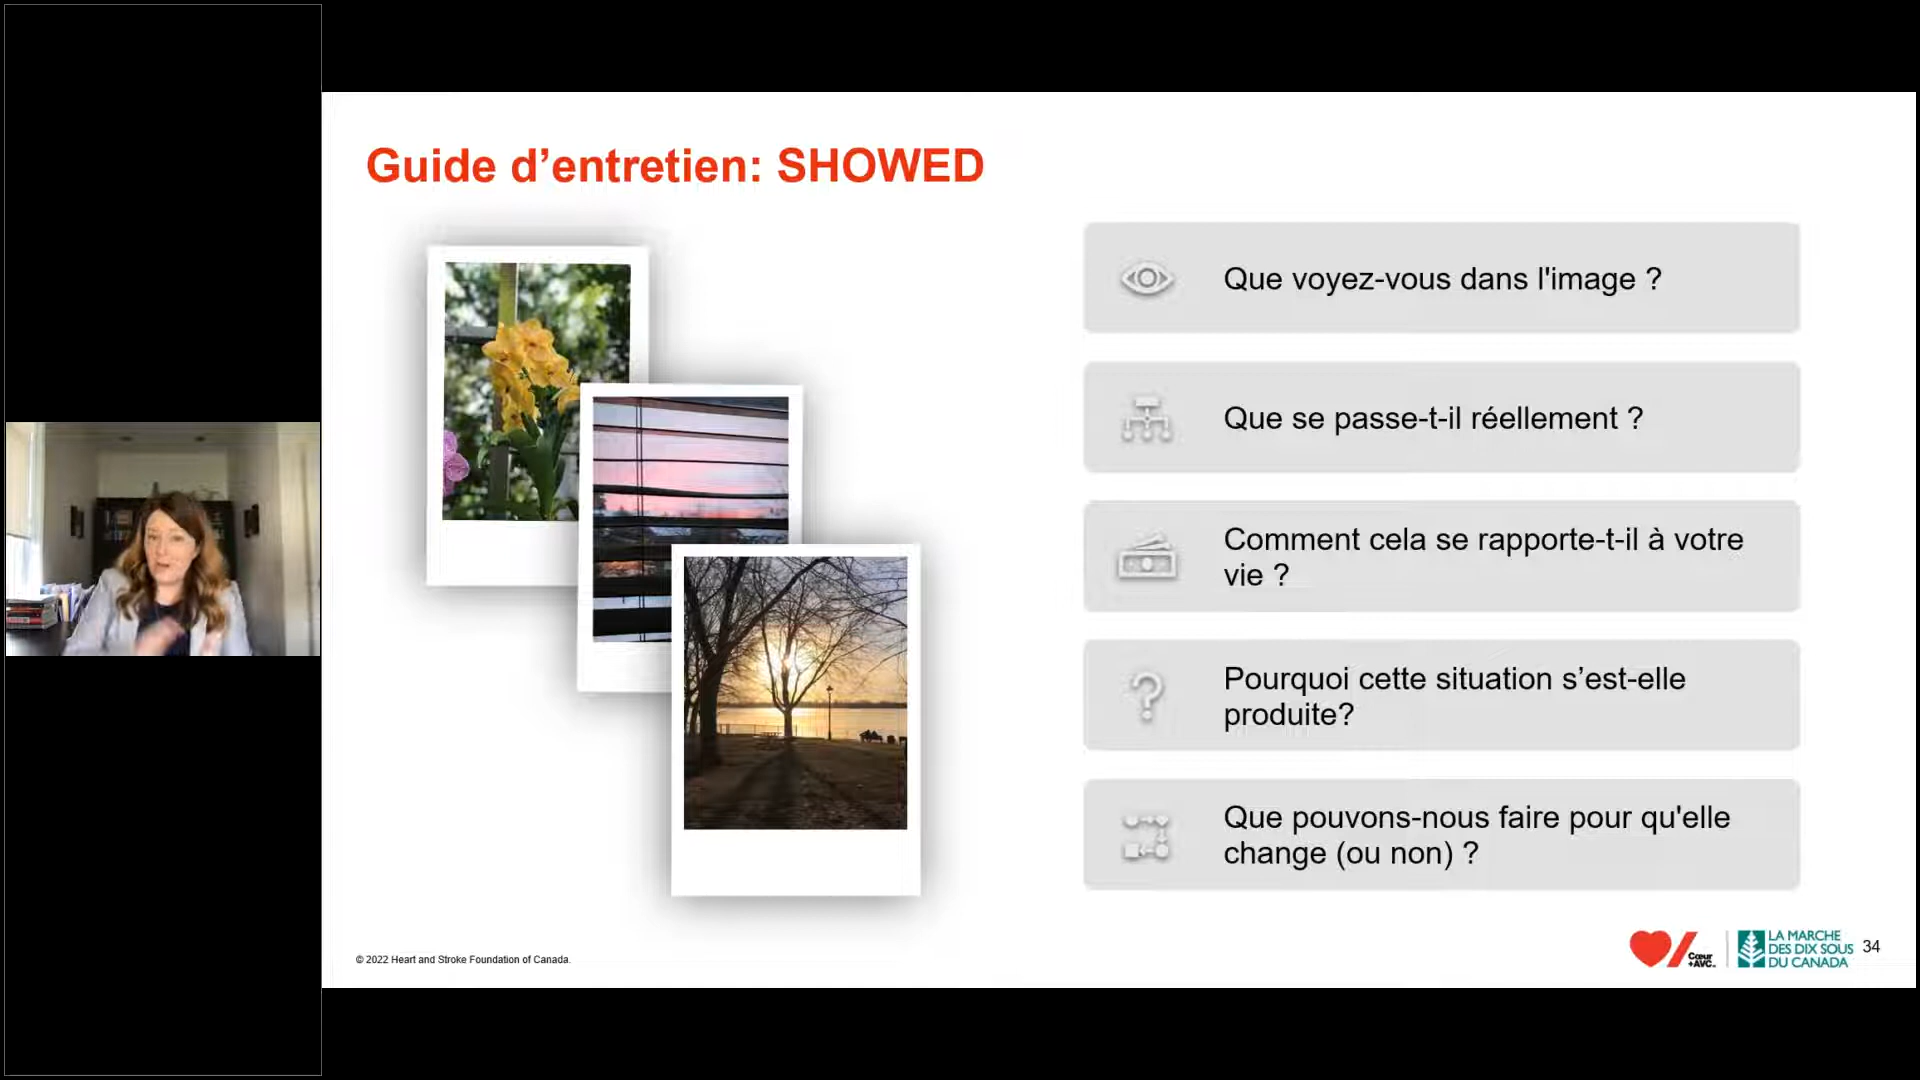 Guide d’entretien: SHOWED
Que voyez-vous dans l'image ?
Que se passe-t-il réellement ?
Comment cela se rapporte-t-il à votre
vie ?
Pourquoi cette situation s’est-elle
produite?
Que pouvons-nous faire pour qu'elle
change (ou non) ?
© 2022 Heart and Stroke Foundation of Canada.
Cœur
+AVC™
LA MARCHE
DES DIX SOUS
DU CANADA
34